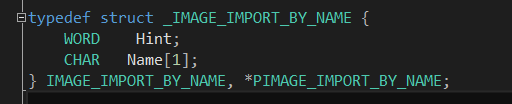 typedef struct _IMAGE_IMPORT_BY_NAME {
    WORD    Hint;
    CHAR   Name[1];
} IMAGE_IMPORT_BY_NAME, *PIMAGE_IMPORT_BY_NAME;